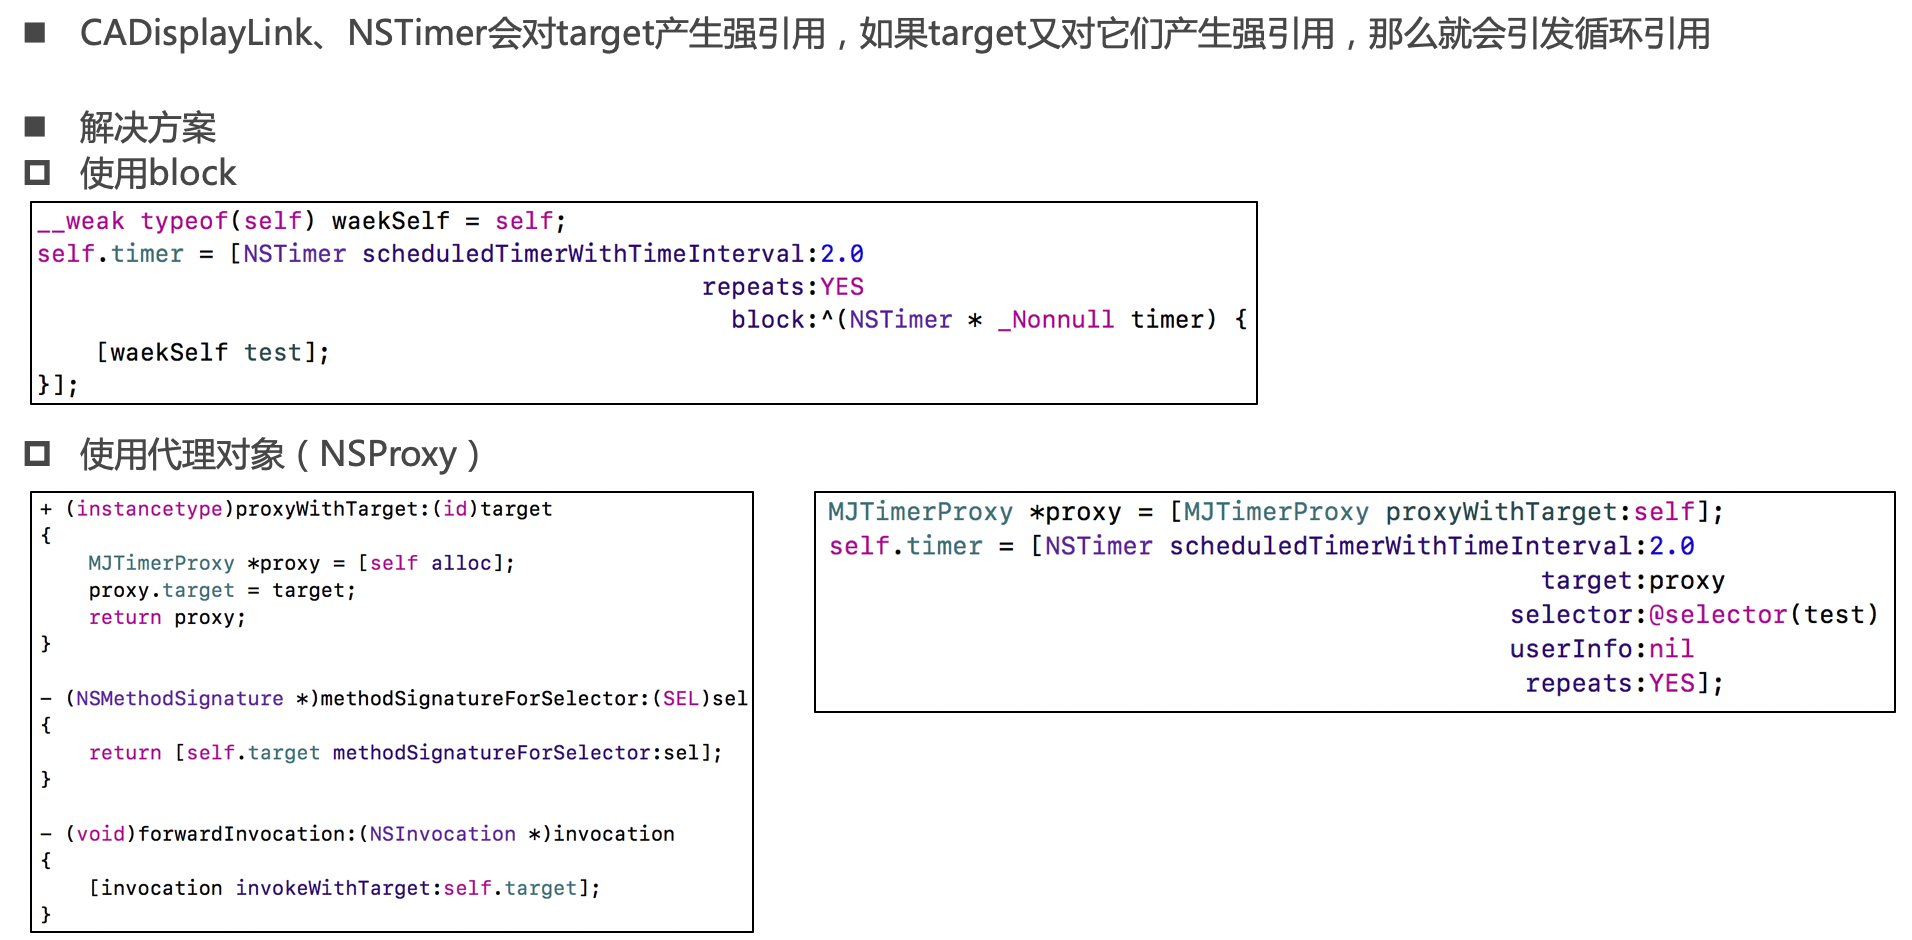 ■ CADisplayLink、NSTimer会对target产生强引用，如果target又对它们产生强引用，那么就会引发循环引用
■ 解决方案
使用block
__weak typeof(self) waekSelf = self;
self.timer = [NSTimer scheduledTimerWithTimeInterval:2.0
repeats:YES
block:^(NSTimer * _Nonnull timer) {
[waekSelf test];
}];
使用代理对象（NSProxy）
+ (instancetype)proxyWithTarget:(id)target
{
MJTimerProxy *proxy = [self alloc];
proxy.target = target;
return proxy;
}
- (NSMethodSignature *)methodSignatureForSelector:(SEL)sel
{
return [self.target methodSignatureForSelector:sel];
}
- (void)forwardInvocation:(NSInvocation *)invocation
{
[invocation invokeWithTarget:self.target];
}
MJTimerProxy *proxy = [MJTimerProxy proxyWithTarget:self];
self.timer = [NSTimer scheduledTimerWithTimeInterval:2.0
target:proxy
selector:@selector(test)
userInfo:nil
repeats:YES];